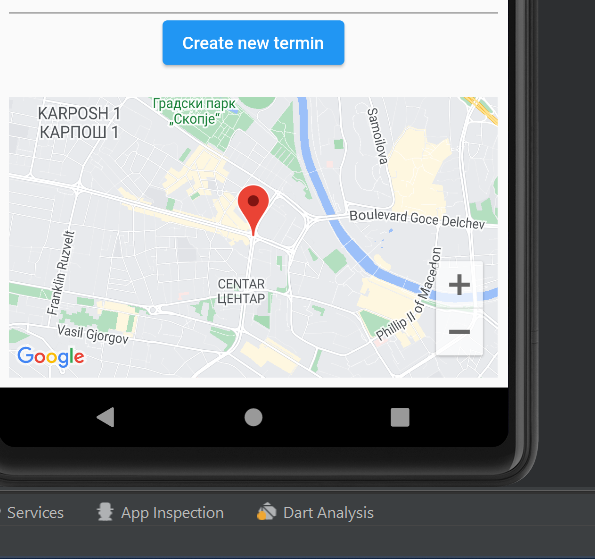 Create new termin
Градски парк
„Скопје“
KARPOSH 1
КАРПОШ 1
Samoilova
Boulevard Goce Delchev
Franklin Ruzvelt
CENTAR
ЦЕНТАР
Phillip II of Macedon
Vasil Gjorgov
Google
+
−
Services
App Inspection
Dart Analysis